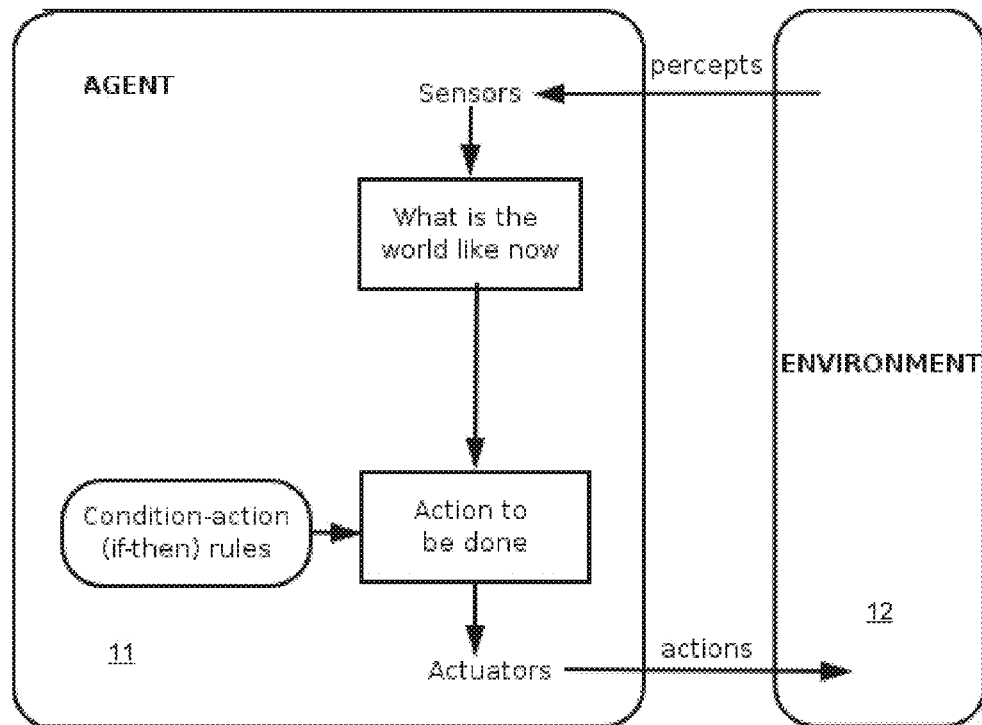 AGENT
percepts
Sensors
What is the
world like now
ENVIRONMENT
Condition-action
(if-then) rules
Action to
be done
12
11
actions
Actuators